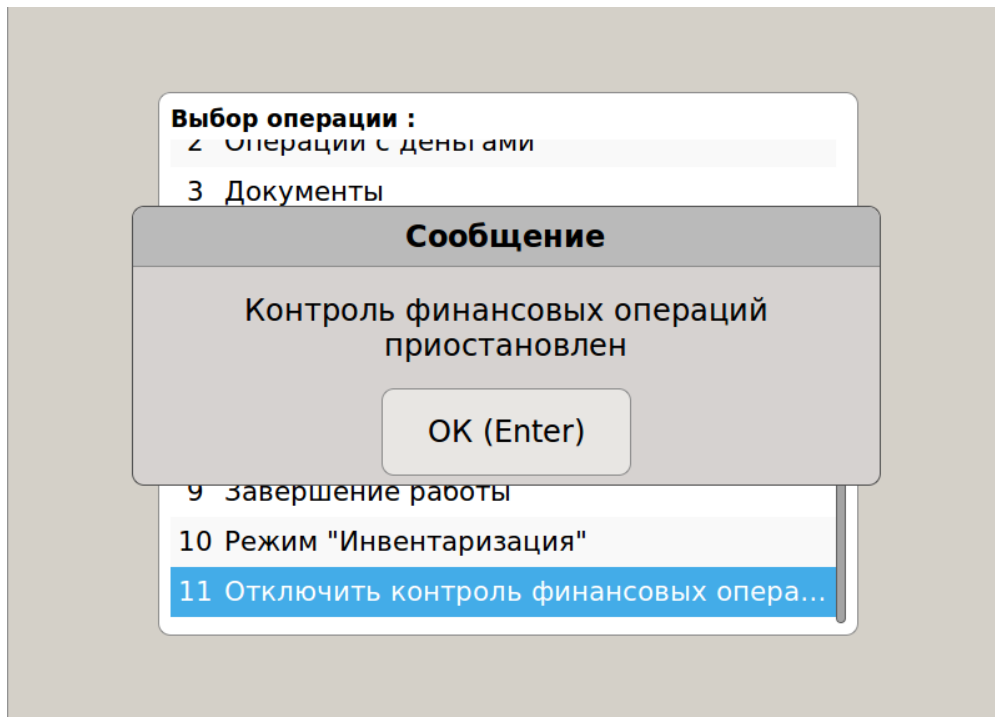 Выбор операции :
2 Операции с деньгами
3 Документы
Сообщение
Контроль финансовых операций
приостановлен
ОК (Enter)
9 Завершение работы
10 Режим "Инвентаризация"
11 Отключить контроль финансовых опера...